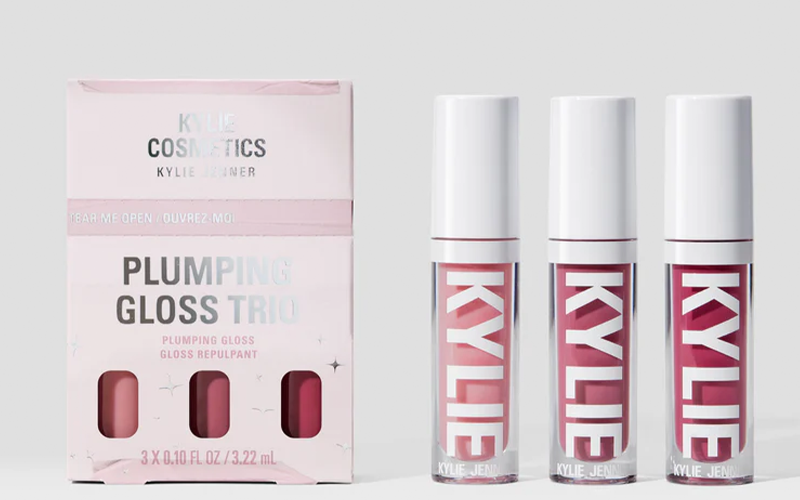 KYLIE
COSMETICS
KYLIE JENNER
TEAR ME OPEN / OUVREZ-MOI
PLUMPING
GLOSS TRIO
PLUMPING GLOSS
GLOSS REPULPANT
3 X 0.10 FL OZ / 3.22 mL
KYLIE
KYLIE JENN
KYLIE
KYLIE JENN
KYLIE
KYLIE JENN